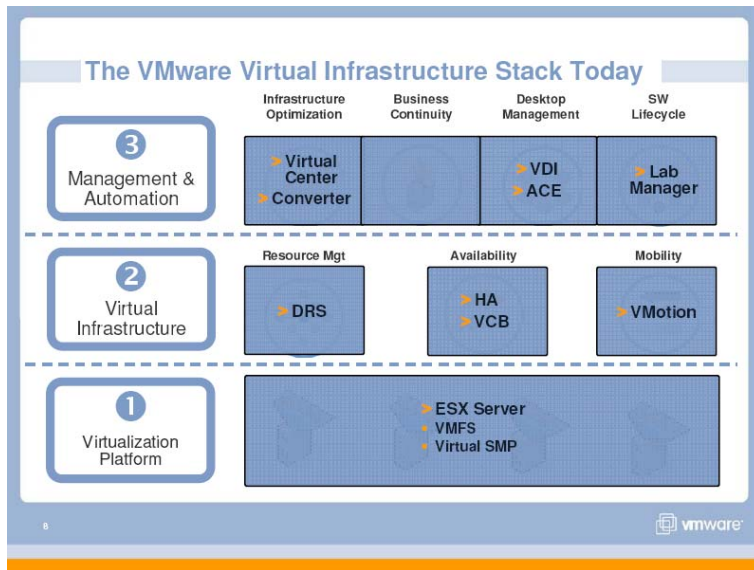 The VMware Virtual Infrastructure Stack Today
Infrastructure
Optimization
Business
Continuity
Desktop
Management
SW
Lifecycle
3
Management &
Automation
> Virtual
Center
> Converter
> VDI
> ACE
> Lab
Manager
Resource Mgt
Availability
Mobility
2
Virtual
Infrastructure
> DRS
> HA
> VCB
> VMotion
1
Virtualization
Platform
> ESX Server
• VMFS
• Virtual SMP
8
vmware